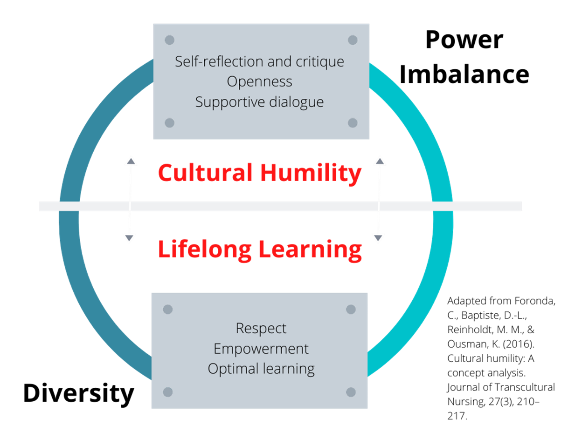 Power
Imbalance
Self-reflection and critique
Openness
Supportive dialogue
Cultural Humility
Lifelong Learning
Respect
Empowerment
Optimal learning
Diversity
Adapted from Foronda,
C., Baptiste, D.-L.,
Reinholdt, M. M., &
Ousman, K. (2016).
Cultural humility: A
concept analysis.
Journal of Transcultural
Nursing, 27(3), 210–
217.